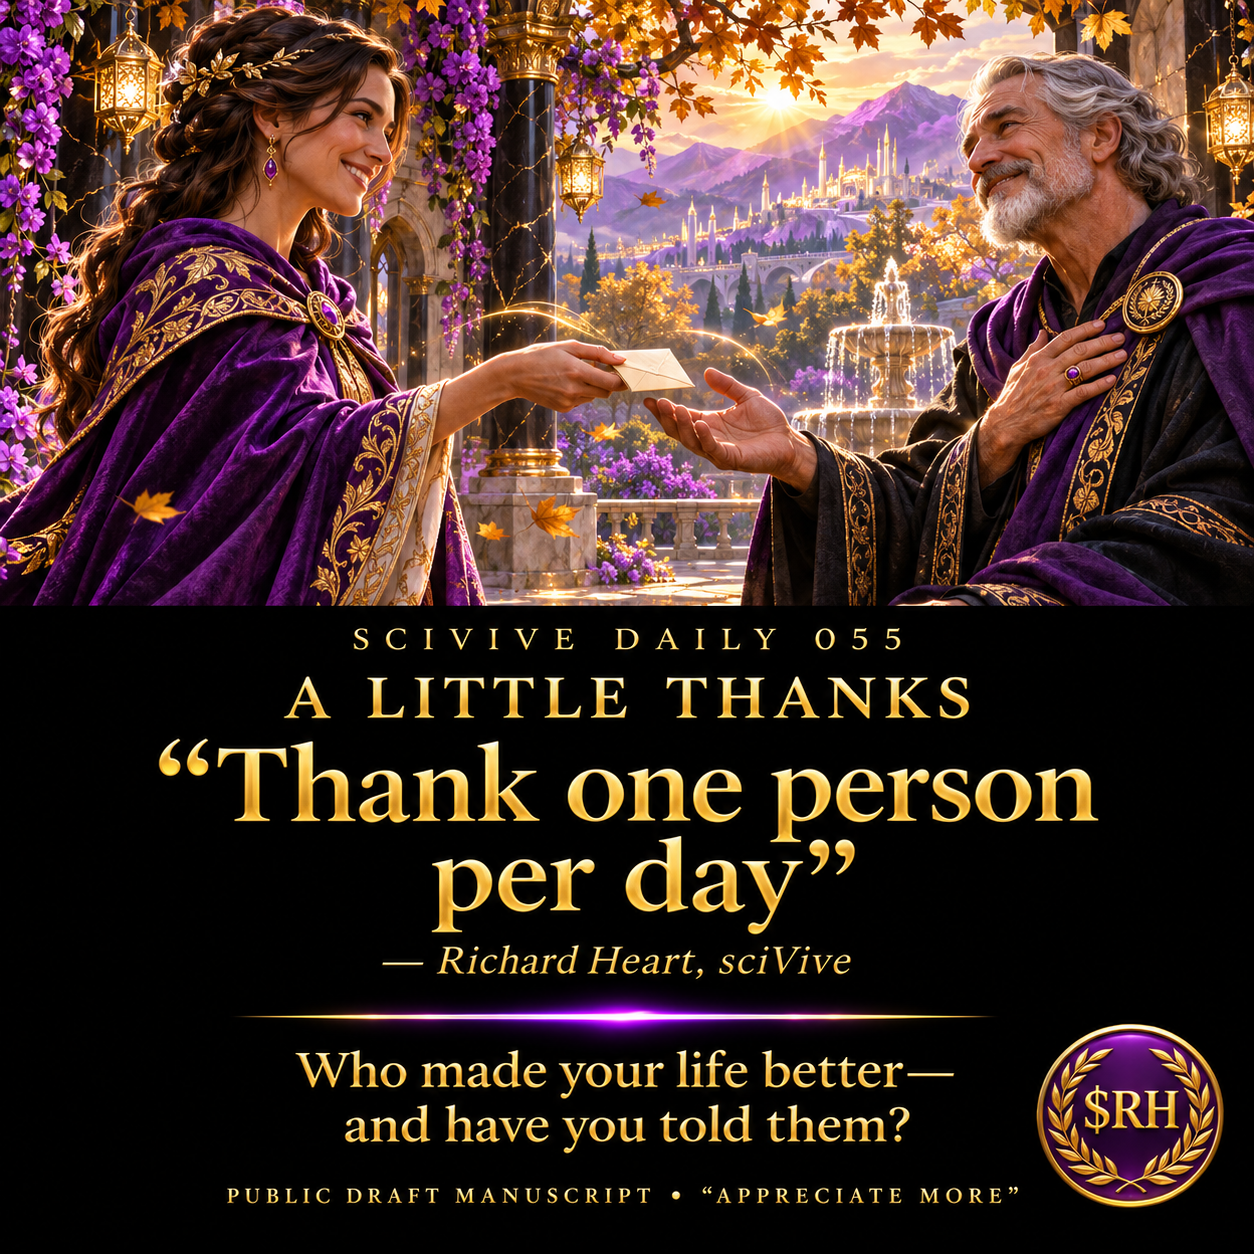 SCIVIVE DAILY 055
A LITTLE THANKS
“Thank one person
per day”
— Richard Heart, sciVive
Who made your life better—
and have you told them?
$RH
PUBLIC DRAFT MANUSCRIPT • “APPRECIATE MORE”